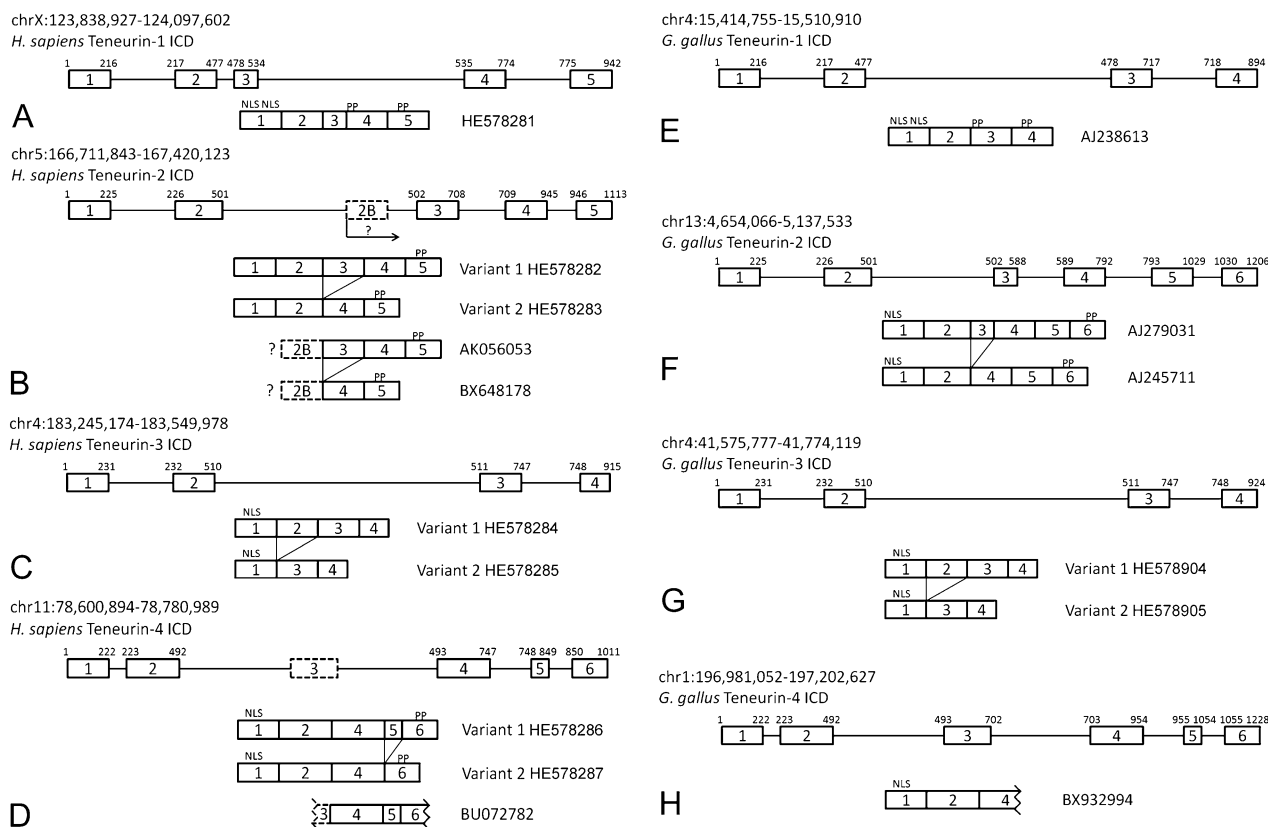 chrX:123,838,927-124,097,602
H. sapiens Teneurin-1 ICD
1 216 217 477 478 534 535 774 775 942
1 2 3 4 5
NLS NLS PP PP
1 2 3 4 5 HE578281
A
chr5:166,711,843-167,420,123
H. sapiens Teneurin-2 ICD
1 225 226 501 502 708 709 945 946 1113
1 2 2B 3 4 5
?
PP
1 2 3 4 5 Variant 1 HE578282
PP
1 2 4 5 Variant 2 HE578283
PP
? 2B 3 4 5 AK056053
PP
? 2B 4 5 BX648178
B
chr4:183,245,174-183,549,978
H. sapiens Teneurin-3 ICD
1 231 232 510 511 747 748 915
1 2 3 4
NLS
1 2 3 4 Variant 1 HE578284
NLS
1 3 4 Variant 2 HE578285
C
chr11:78,600,894-78,780,989
H. sapiens Teneurin-4 ICD
1 222 223 492 493 747 748 849 850 1011
1 2 3 4 5 6
NLS PP
1 2 4 5 6 Variant 1 HE578286
NLS PP
1 2 4 6 Variant 2 HE578287
3 4 5 6 BU072782
D
chr4:15,414,755-15,510,910
G. gallus Teneurin-1 ICD
1 216 217 477 478 717 718 894
1 2 3 4
NLS NLS PP PP
1 2 3 4 AJ238613
E
chr13:4,654,066-5,137,533
G. gallus Teneurin-2 ICD
1 225 226 501 502 588 589 792 793 1029 1030 1206
1 2 3 4 5 6
NLS PP
1 2 3 4 5 6 AJ279031
NLS PP
1 2 4 5 6 AJ245711
F
chr4:41,575,777-41,774,119
G. gallus Teneurin-3 ICD
1 231 232 510 511 747 748 924
1 2 3 4
NLS
1 2 3 4 Variant 1 HE578904
NLS
1 3 4 Variant 2 HE578905
G
chr1:196,981,052-197,202,627
G. gallus Teneurin-4 ICD
1 222 223 492 493 702 703 954 955 1054 1055 1228
1 2 3 4 5 6
NLS
1 2 4 BX932994
H